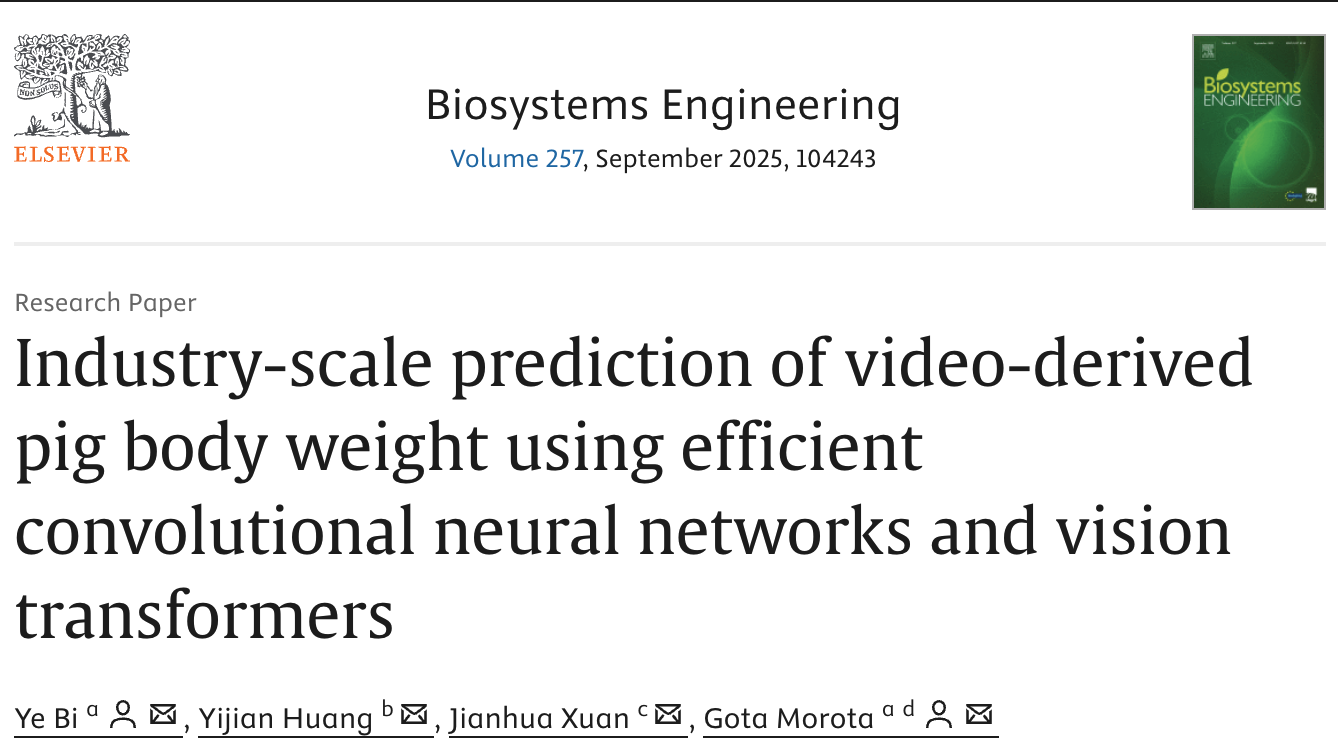 NON SOLUS
ELSEVIER
Biosystems Engineering
Volume 257, September 2025, 104243
Biosystems
ENGINEERING
Research Paper
Industry-scale prediction of video-derived
pig body weight using efficient
convolutional neural networks and vision
transformers
Ye Bi a, Yijian Huang b, Jianhua Xuan c, Gota Morota a d